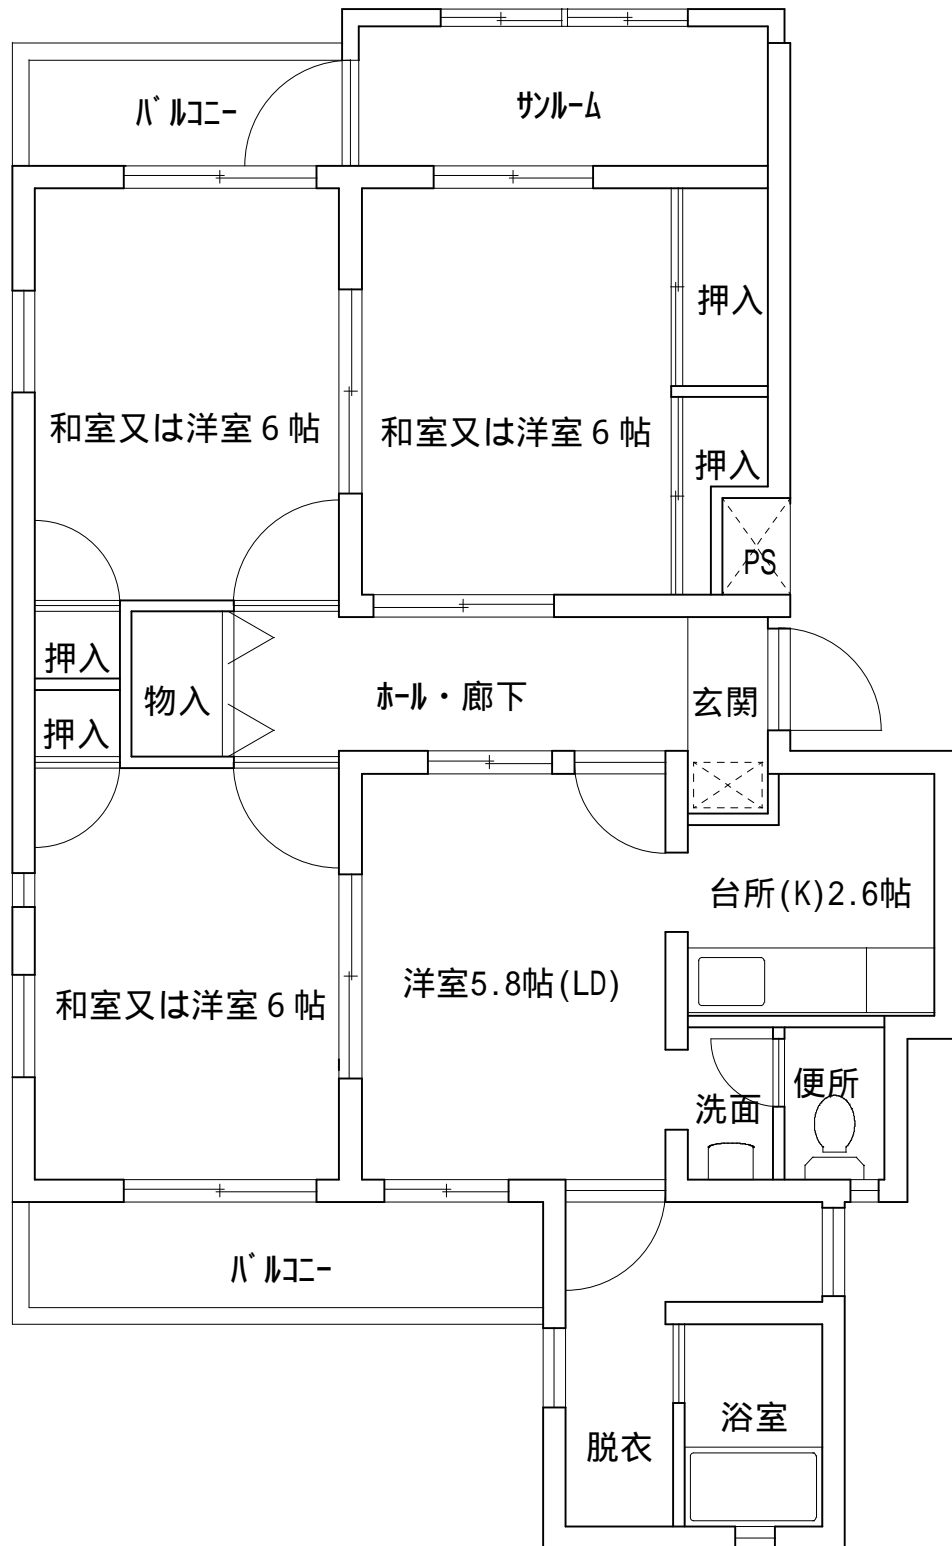 バルコニー
サンルーム
押入
和室又は洋室６帖
和室又は洋室６帖
押入
PS
押入
物入
ホール・廊下
玄関
押入
台所(K)2.6帖
洋室5.8帖(LD)
和室又は洋室６帖
便所
洗面
バルコニー
浴室
脱衣